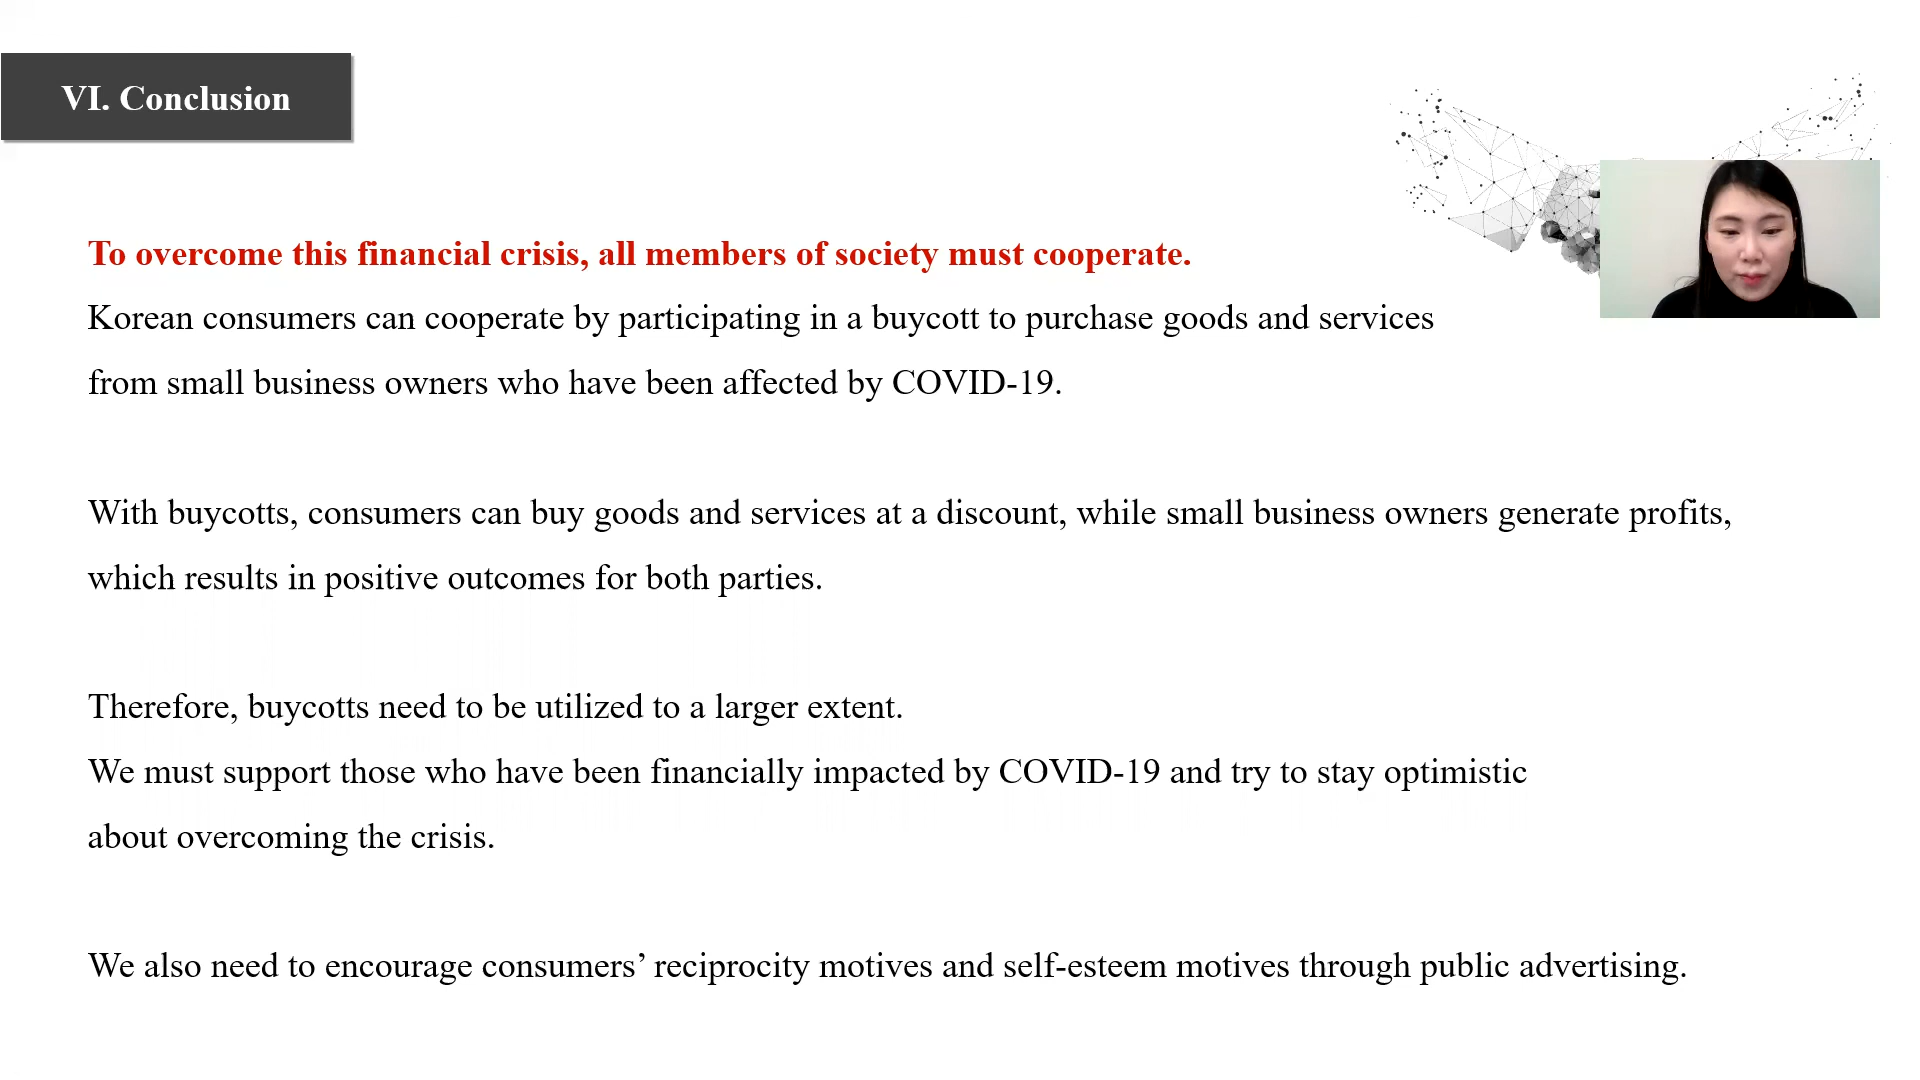 VI. Conclusion
To overcome this financial crisis, all members of society must cooperate.
Korean consumers can cooperate by participating in a buycott to purchase goods and services
from small business owners who have been affected by COVID-19.
With buycotts, consumers can buy goods and services at a discount, while small business owners generate profits,
which results in positive outcomes for both parties.
Therefore, buycotts need to be utilized to a larger extent.
We must support those who have been financially impacted by COVID-19 and try to stay optimistic
about overcoming the crisis.
We also need to encourage consumers’ reciprocity motives and self-esteem motives through public advertising.